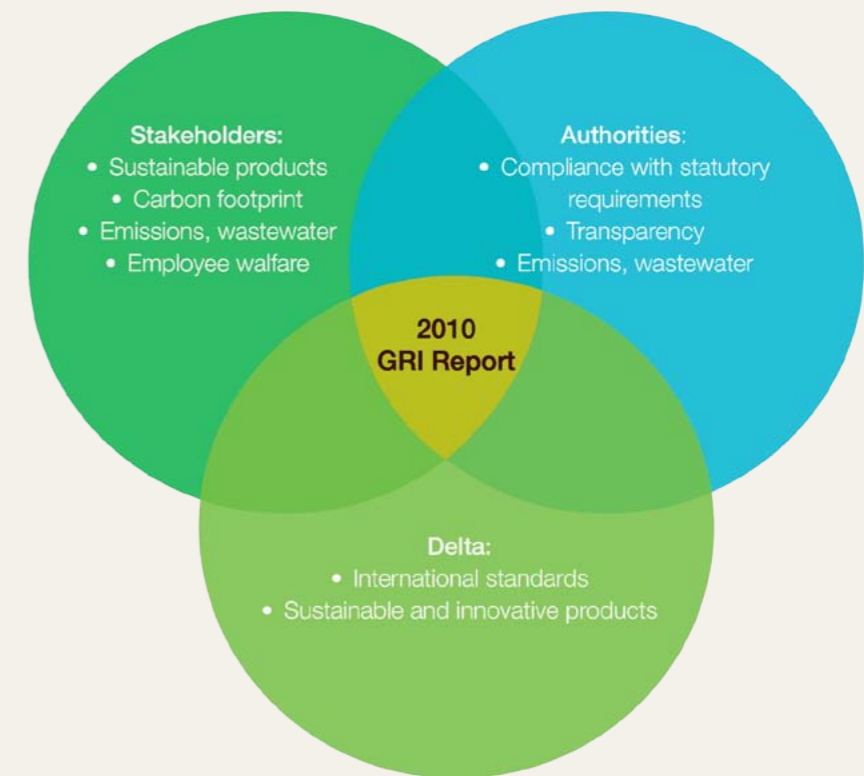 Stakeholders:
• Sustainable products
• Carbon footprint
• Emissions, wastewater
• Employee walfare
Authorities:
• Compliance with statutory
requirements
• Transparency
• Emissions, wastewater
2010
GRI Report
Delta:
• International standards
• Sustainable and innovative products